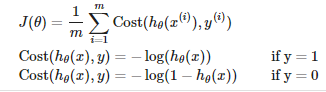 J(θ) = 1/m ∑_{i=1}^{m} Cost(h_θ(x^{(i)}), y^{(i)})
Cost(h_θ(x), y) = − log(h_θ(x)) if y = 1
Cost(h_θ(x), y) = − log(1 − h_θ(x)) if y = 0